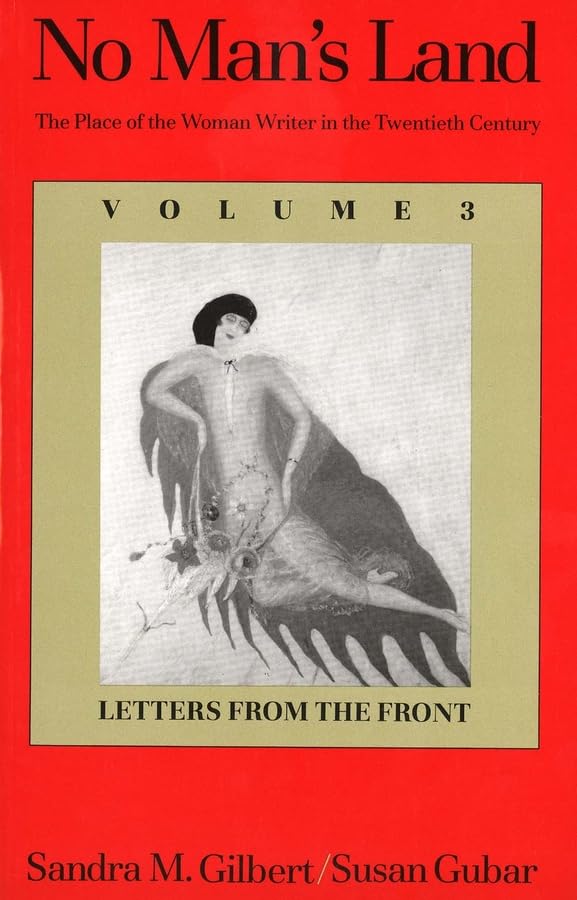 No Man's Land
The Place of the Woman Writer in the Twentieth Century
VOLUME 3
LETTERS FROM THE FRONT
Sandra M. Gilbert/Susan Gubar